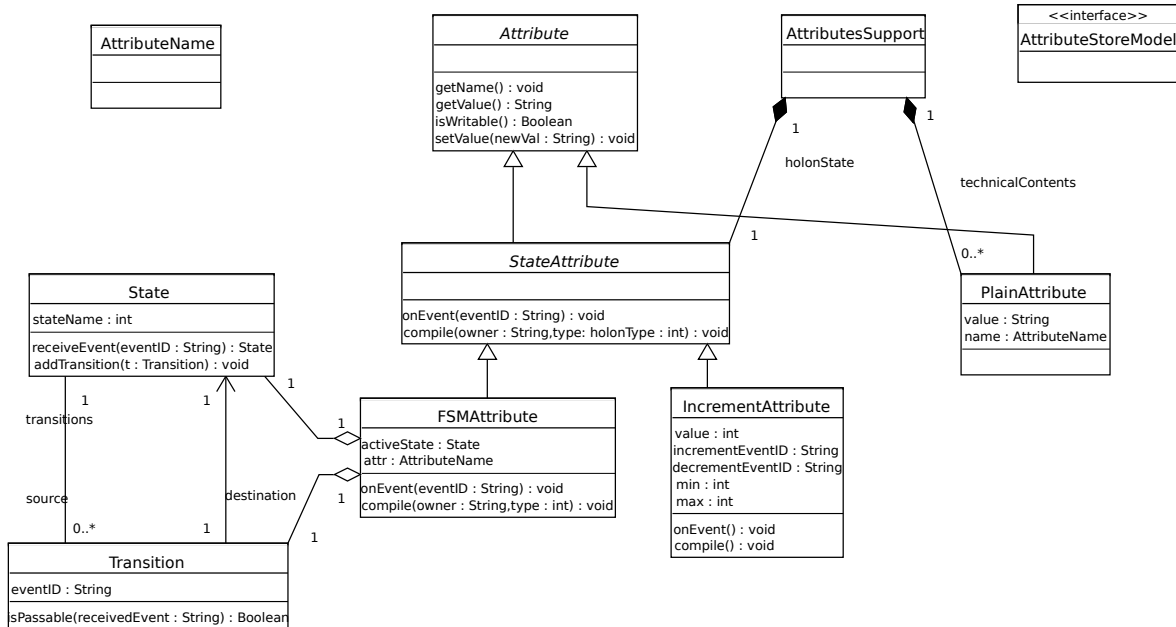 AttributeName
Attribute
getName() : void
getValue() : String
isWritable() : Boolean
setValue(newVal : String) : void
AttributesSupport
<<interface>>
AttributeStoreModel
1
1
holonState
technicalContents
1
0..*
StateAttribute
onEvent(eventID : String) : void
compile(owner : String,type: holonType : int) : void
PlainAttribute
value : String
name : AttributeName
State
stateName : int
receiveEvent(eventID : String) : State
addTransition(t : Transition) : void
1
transitions
1
1
1
source
destination
0..*
1
1
1
FSMAttribute
activeState : State
attr : AttributeName
onEvent(eventID : String) : void
compile(owner : String,type : int) : void
IncrementAttribute
value : int
incrementEventID : String
decrementEventID : String
min : int
max : int
onEvent() : void
compile() : void
Transition
eventID : String
isPassable(receivedEvent : String) : Boolean